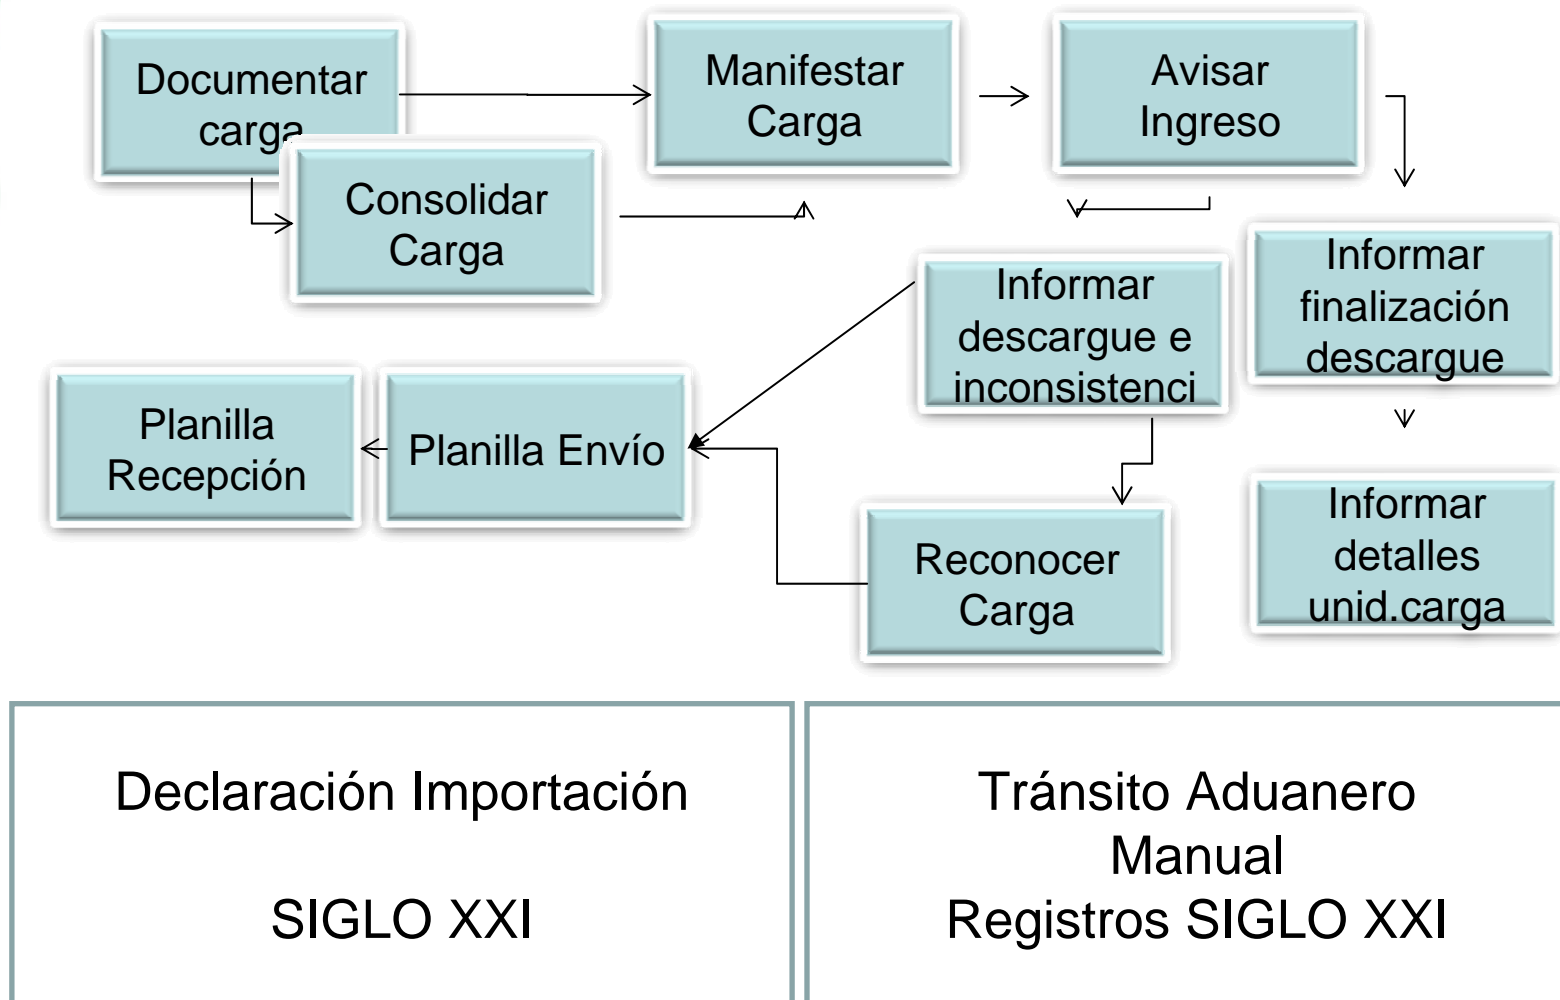 Documentar
carga
Consolidar
Carga
Manifestar
Carga
Avisar
Ingreso
Informar
descargue e
inconsistenci
Informar
finalización
descargue
Planilla
Recepción
Planilla Envío
Reconocer
Carga
Informar
detalles
unid.carga
Declaración Importación
SIGLO XXI
Tránsito Aduanero
Manual
Registros SIGLO XXI